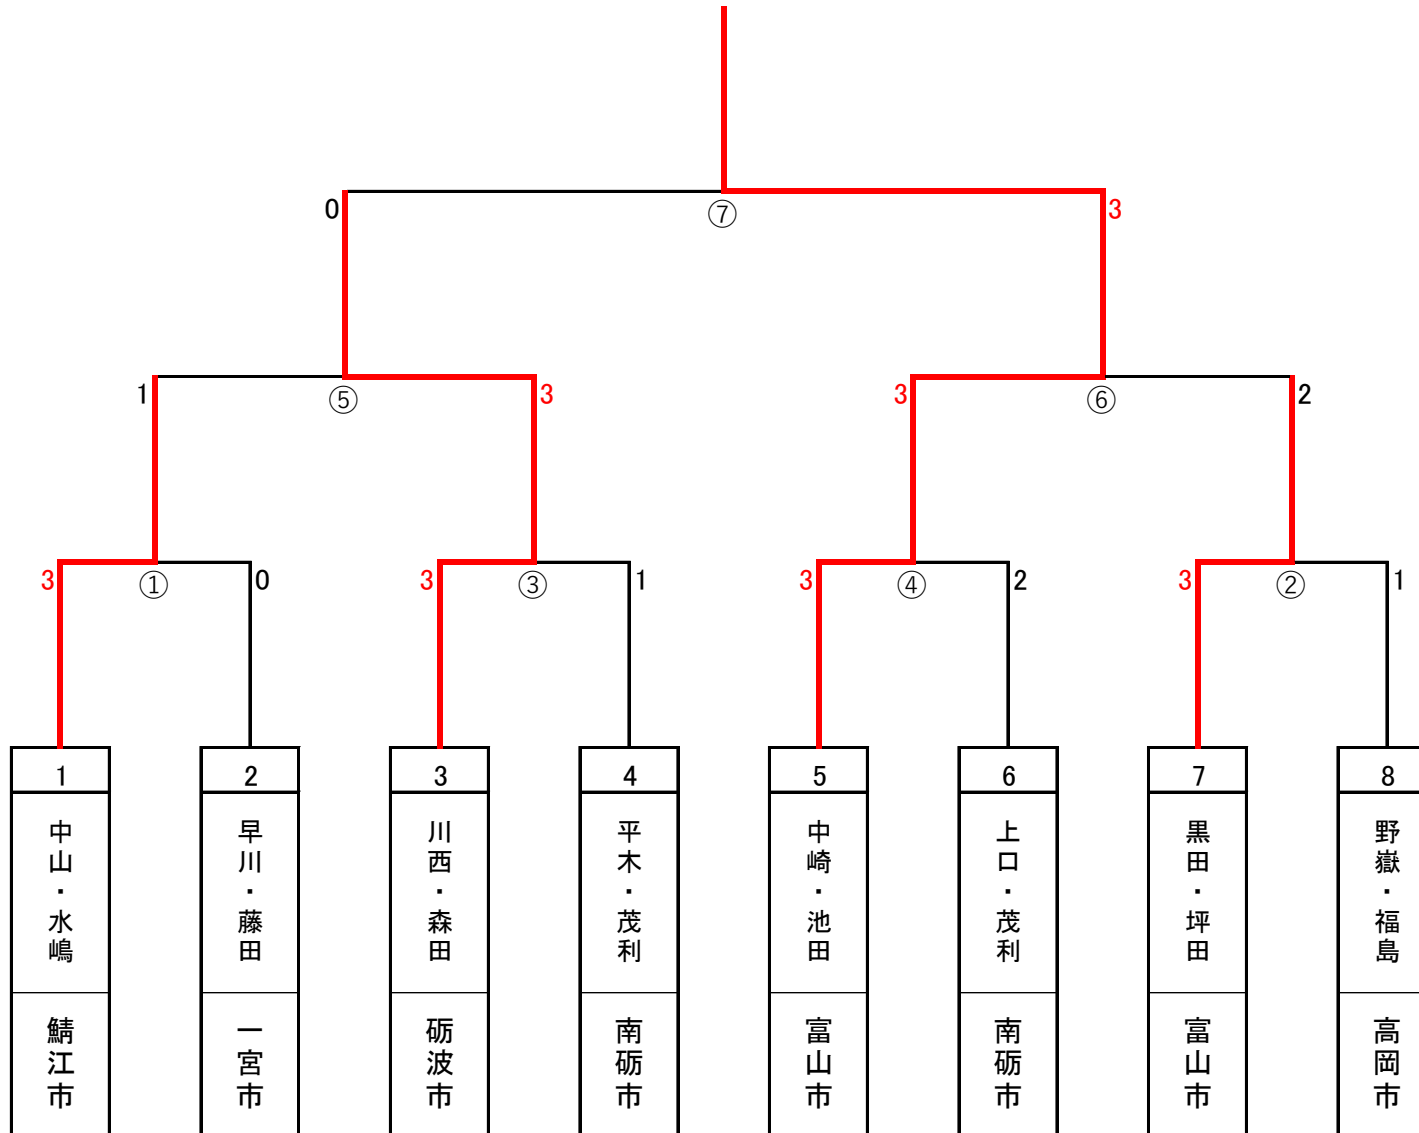 0 ⑦ 3
1 ⑤ 3 3 ⑥ 2
3 ① 0 3 ③ 1 3 ④ 2 3 ② 1
1 2 3 4 5 6 7 8
中山・水嶋
早川・藤田
川西・森田
平木・茂利
中崎・池田
上口・茂利
黒田・坪田
野嶽・福島
鯖江市
一宮市
砺波市
南砺市
富山市
南砺市
富山市
高岡市